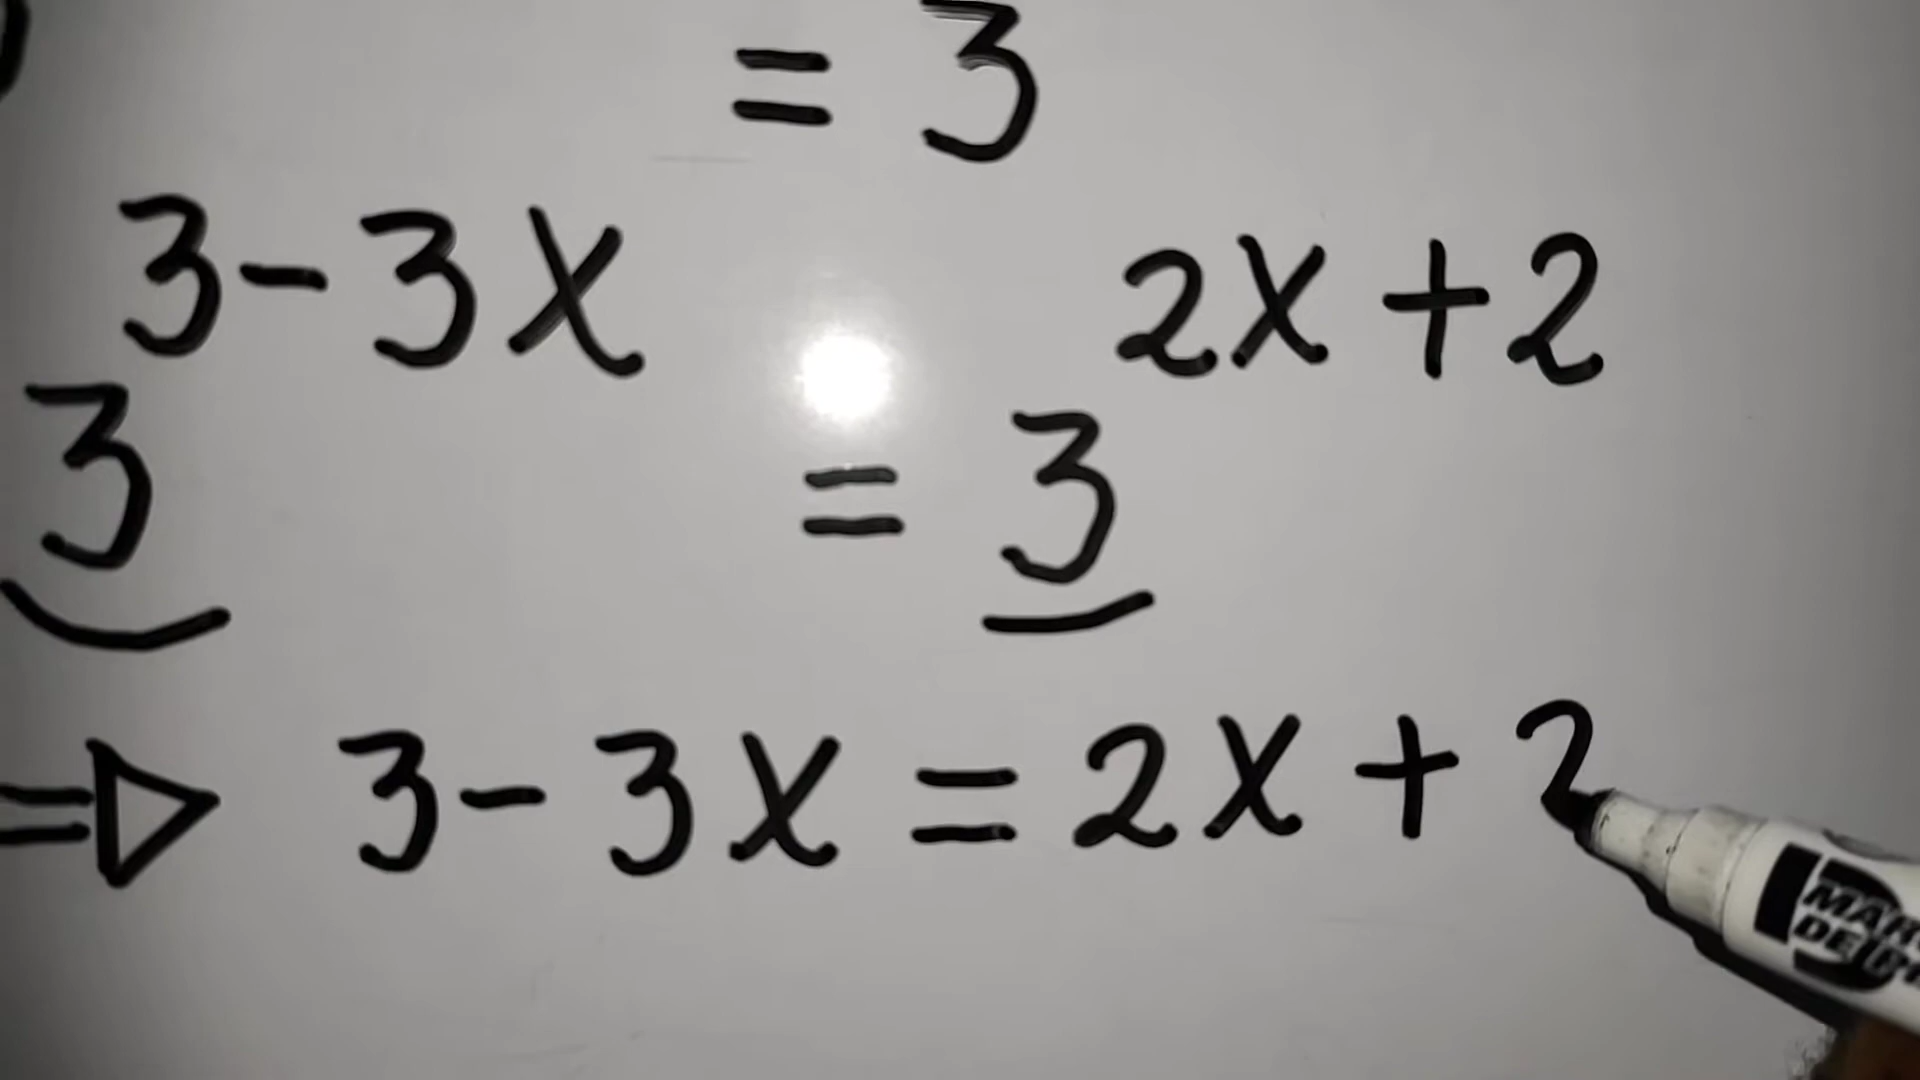 = 3
3 - 3x 2x + 2
3 = 3
⇒ 3 - 3x = 2x + 2